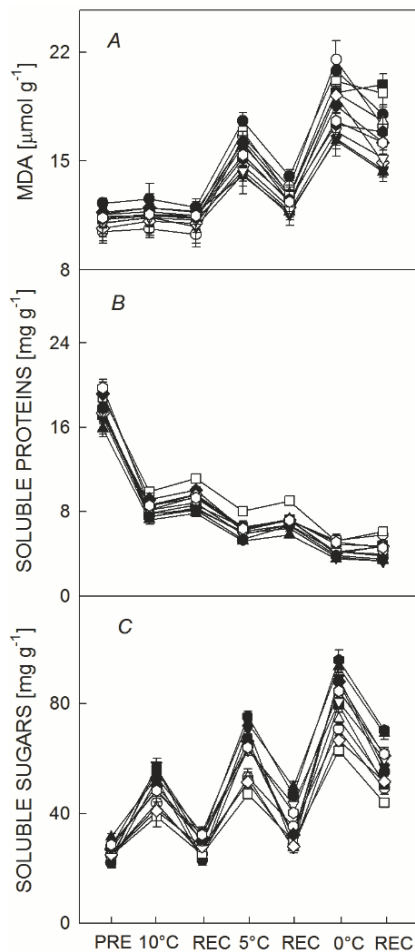 A
22
15
8
MDA [µmol g⁻¹]
B
24
16
8
0
SOLUBLE PROTEINS [mg g⁻¹]
C
80
40
0
SOLUBLE SUGARS [mg g⁻¹]
PRE 10°C REC 5°C REC 0°C REC